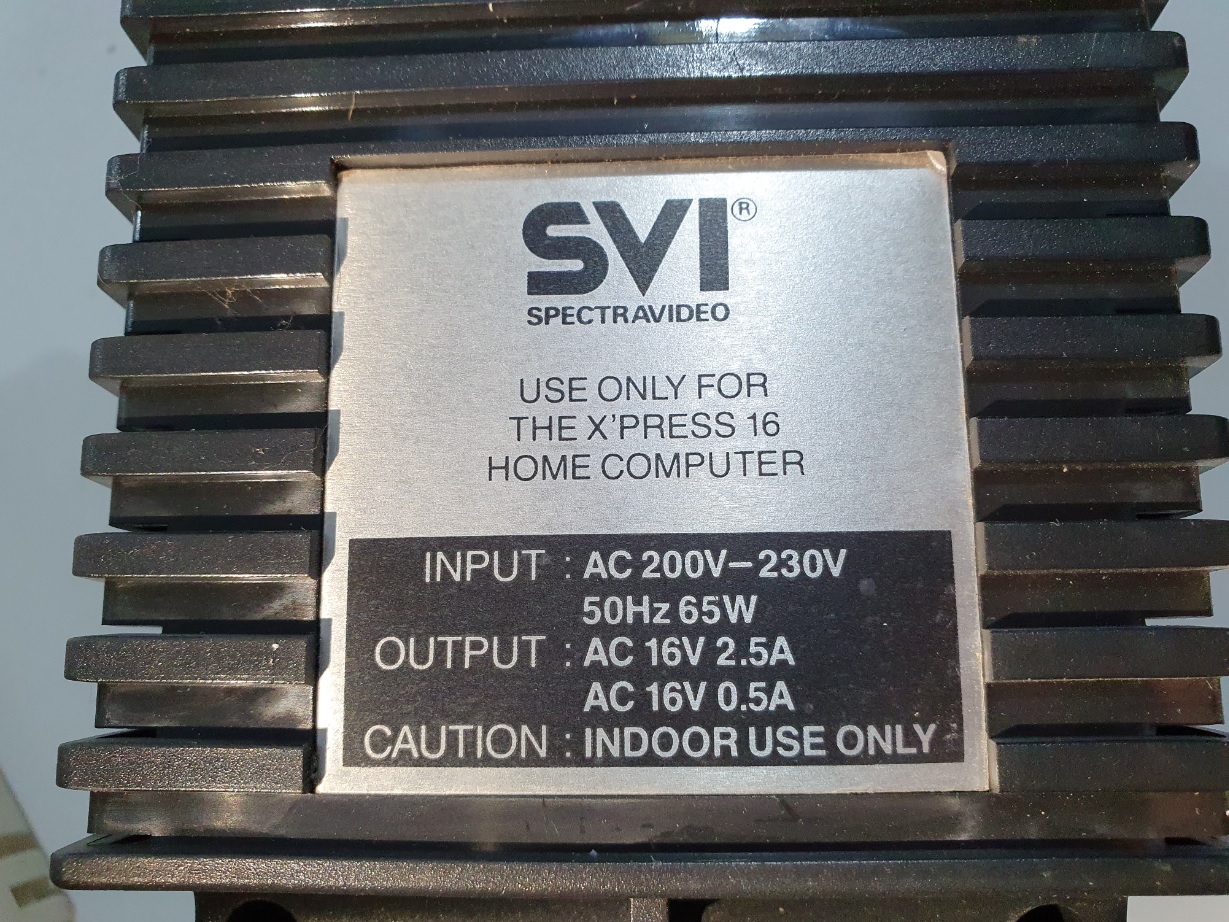 SVI®
SPECTRAVIDEO
USE ONLY FOR
THE X'PRESS 16
HOME COMPUTER
INPUT : AC 200V–230V
50Hz 65W
OUTPUT : AC 16V 2.5A
AC 16V 0.5A
CAUTION : INDOOR USE ONLY